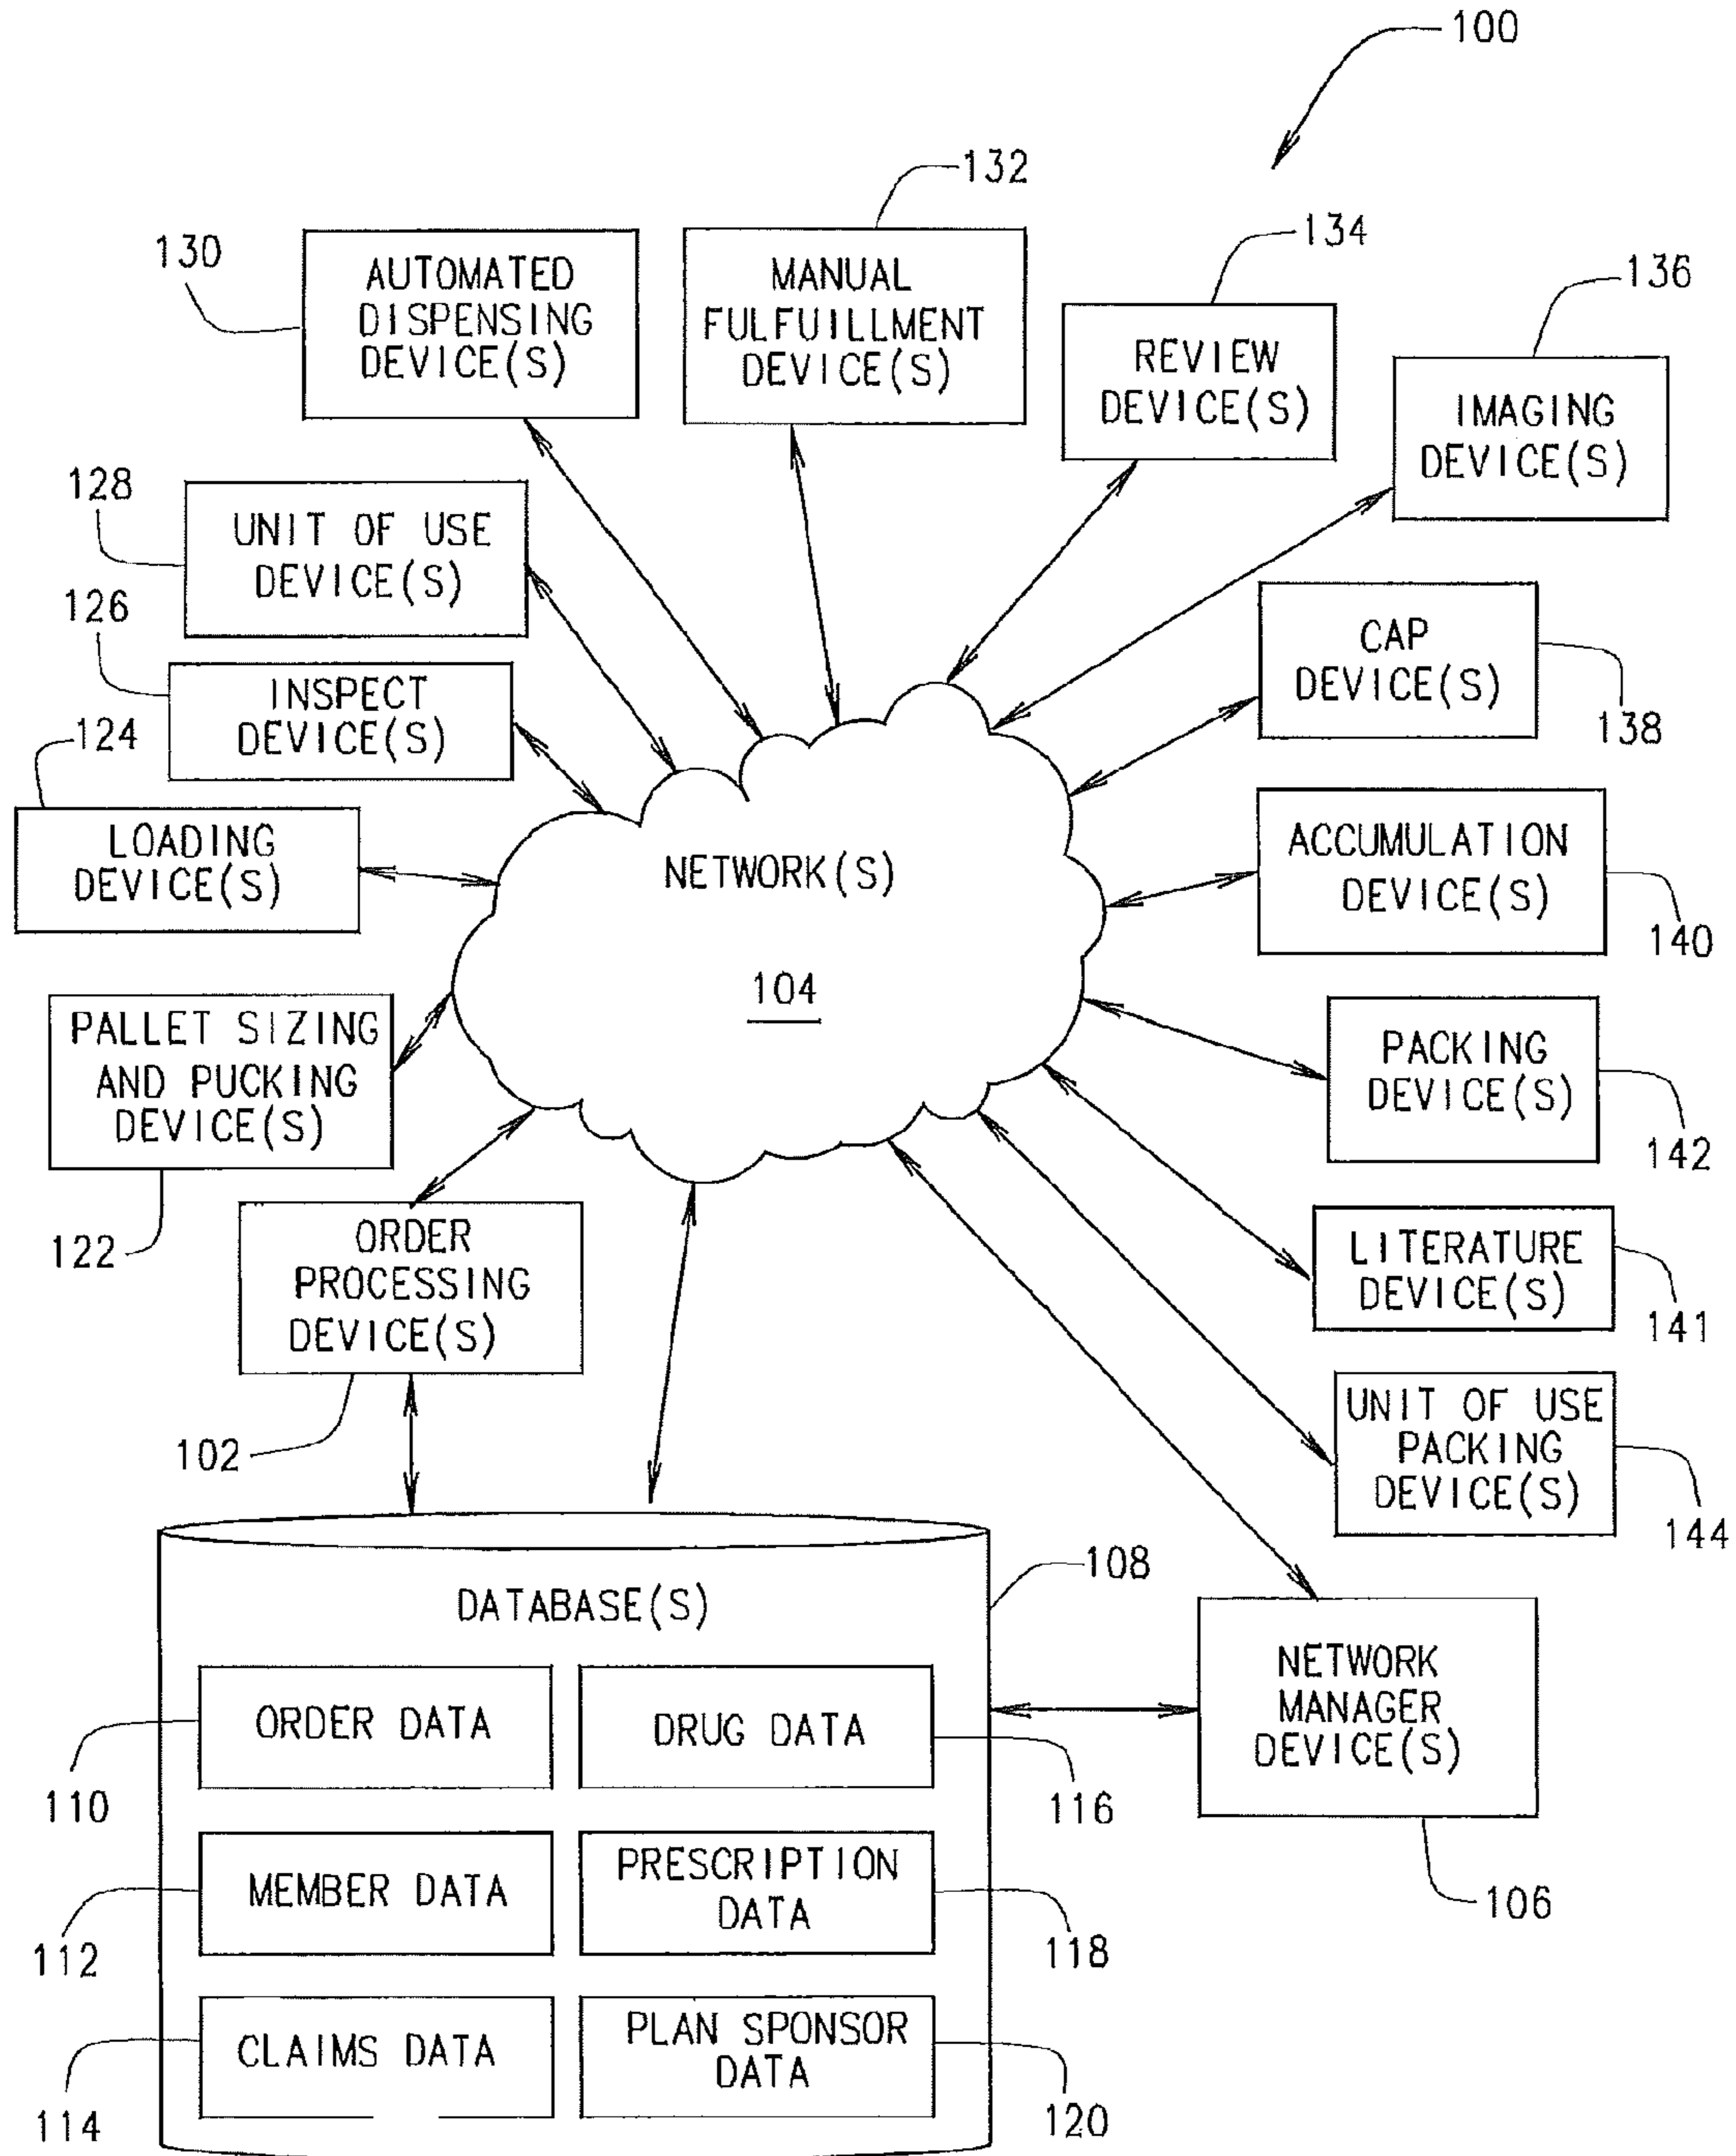 100
132
134
130
136
AUTOMATED
DISPENSING
DEVICE(S)
MANUAL
FULFUILLMENT
DEVICE(S)
REVIEW
DEVICE(S)
IMAGING
DEVICE(S)
128
UNIT OF USE
DEVICE(S)
126
CAP
DEVICE(S)
138
INSPECT
DEVICE(S)
124
LOADING
DEVICE(S)
NETWORK(S)
104
ACCUMULATION
DEVICE(S)
140
PALLET SIZING
AND PUCKING
DEVICE(S)
122
PACKING
DEVICE(S)
142
ORDER
PROCESSING
DEVICE(S)
102
LITERATURE
DEVICE(S)
141
UNIT OF USE
PACKING
DEVICE(S)
144
108
DATABASE(S)
NETWORK
MANAGER
DEVICE(S)
106
ORDER DATA
110
DRUG DATA
116
MEMBER DATA
112
PRESCRIPTION
DATA
118
CLAIMS DATA
114
PLAN SPONSOR
DATA
120